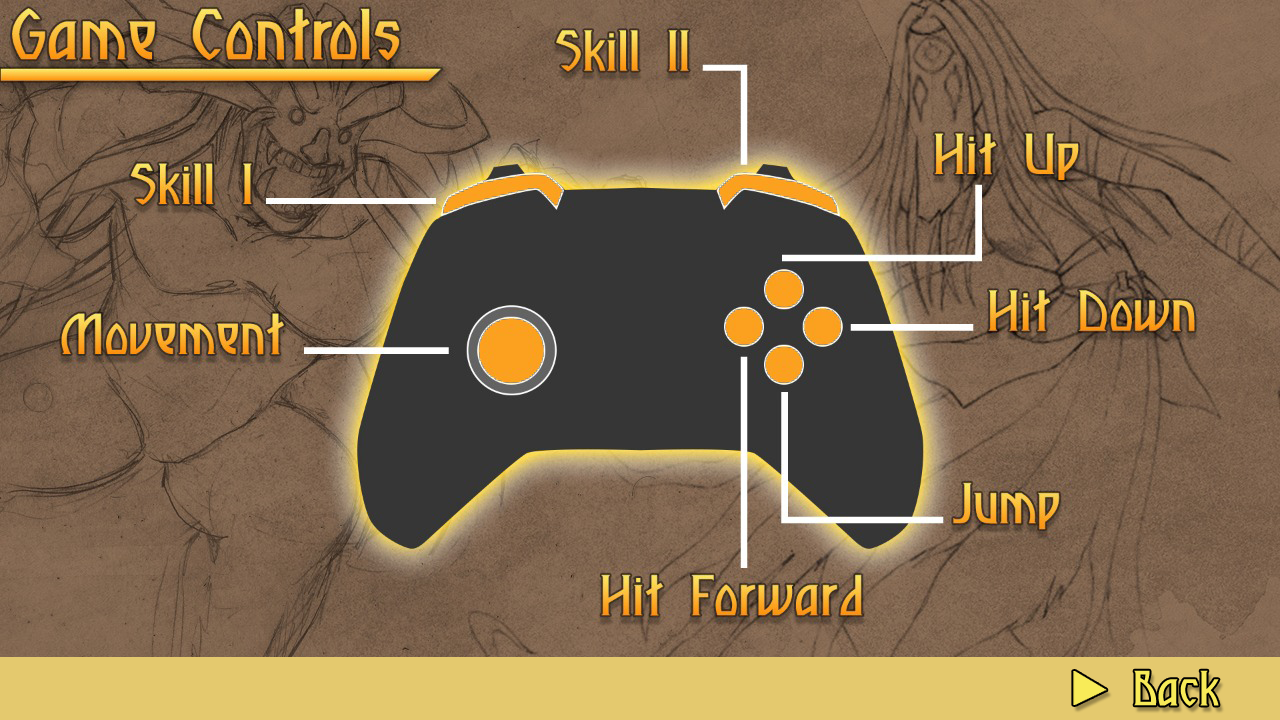 Game Controls
Skill II
Hit Up
Skill I
Hit Down
Movement
Jump
Hit Forward
Back